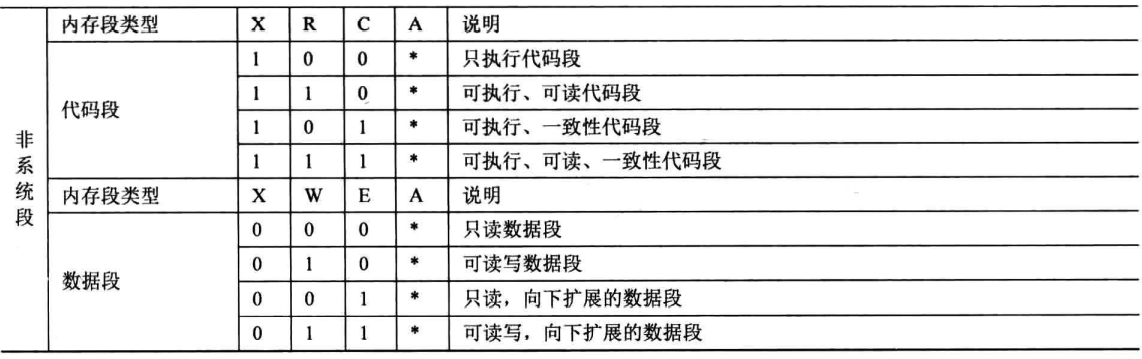 内存段类型 X R C A 说明
非系统段 代码段 1 0 0 * 只执行代码段
1 1 0 * 可执行、可读代码段
1 0 1 * 可执行、一致性代码段
1 1 1 * 可执行、可读、一致性代码段
内存段类型 X W E A 说明
数据段 0 0 0 * 只读数据段
0 1 0 * 可读写数据段
0 0 1 * 只读，向下扩展的数据段
0 1 1 * 可读写，向下扩展的数据段